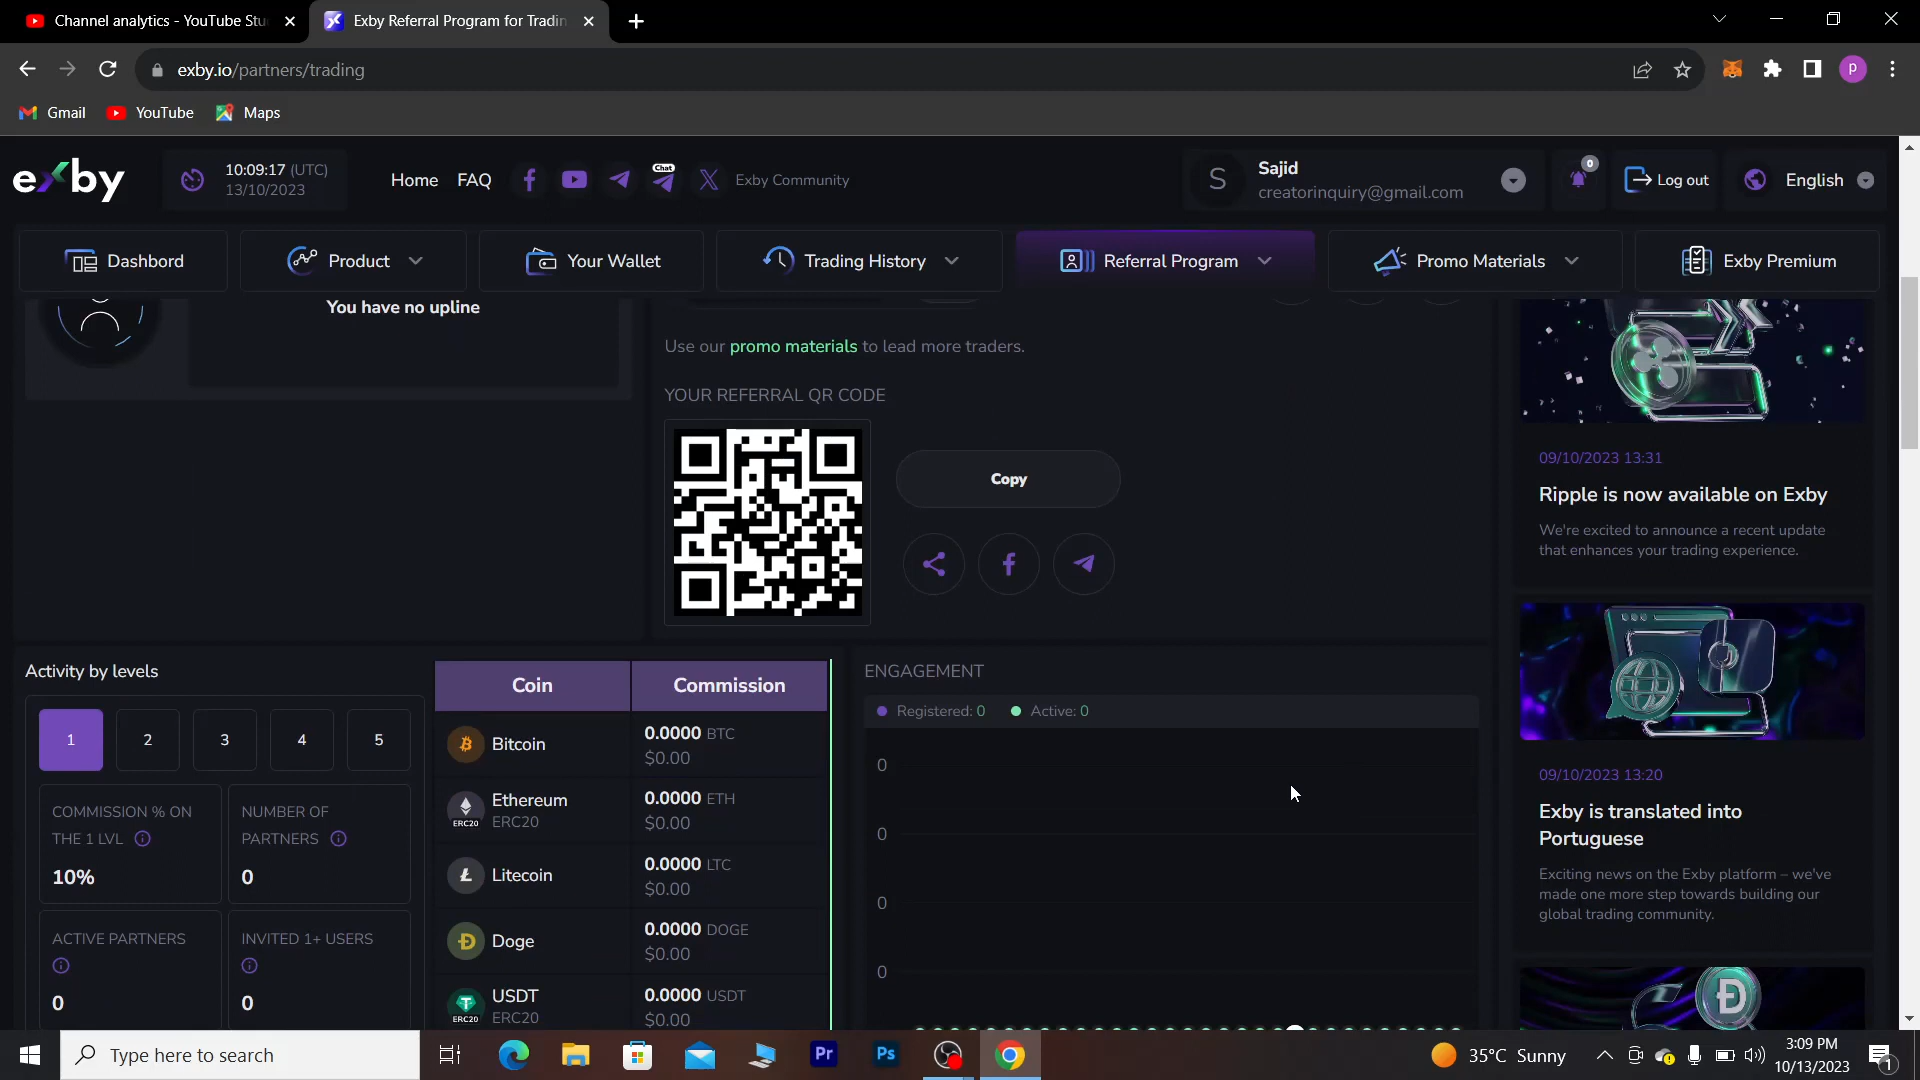 Channel analytics - YouTube Stu
Exby Referral Program for Tradin
exby.io/partners/trading
P
Gmail
YouTube
Maps
exby
10:09:17 (UTC)
13/10/2023
Home
FAQ
Chat
Exby Community
S
Sajid
creatorinquiry@gmail.com
0
Log out
English
Dashbord
Product
Your Wallet
Trading History
Referral Program
Promo Materials
Exby Premium
You have no upline
Use our promo materials to lead more traders.
YOUR REFERRAL QR CODE
Copy
09/10/2023 13:31
Ripple is now available on Exby
We're excited to announce a recent update
that enhances your trading experience.
09/10/2023 13:20
Exby is translated into
Portuguese
Exciting news on the Exby platform – we've
made one more step towards building our
global trading community.
Activity by levels
1
2
3
4
5
COMMISSION % ON
THE 1 LVL
10%
NUMBER OF
PARTNERS
0
ACTIVE PARTNERS
0
INVITED 1+ USERS
0
Coin
Commission
Bitcoin
0.0000 BTC
$0.00
ERC20
Ethereum
ERC20
0.0000 ETH
$0.00
Litecoin
0.0000 LTC
$0.00
Doge
0.0000 DOGE
$0.00
ERC20
USDT
ERC20
0.0000 USDT
$0.00
ENGAGEMENT
Registered: 0
Active: 0
0
0
0
0
Type here to search
Pr
Ps
35°C Sunny
3:09 PM
10/13/2023
1